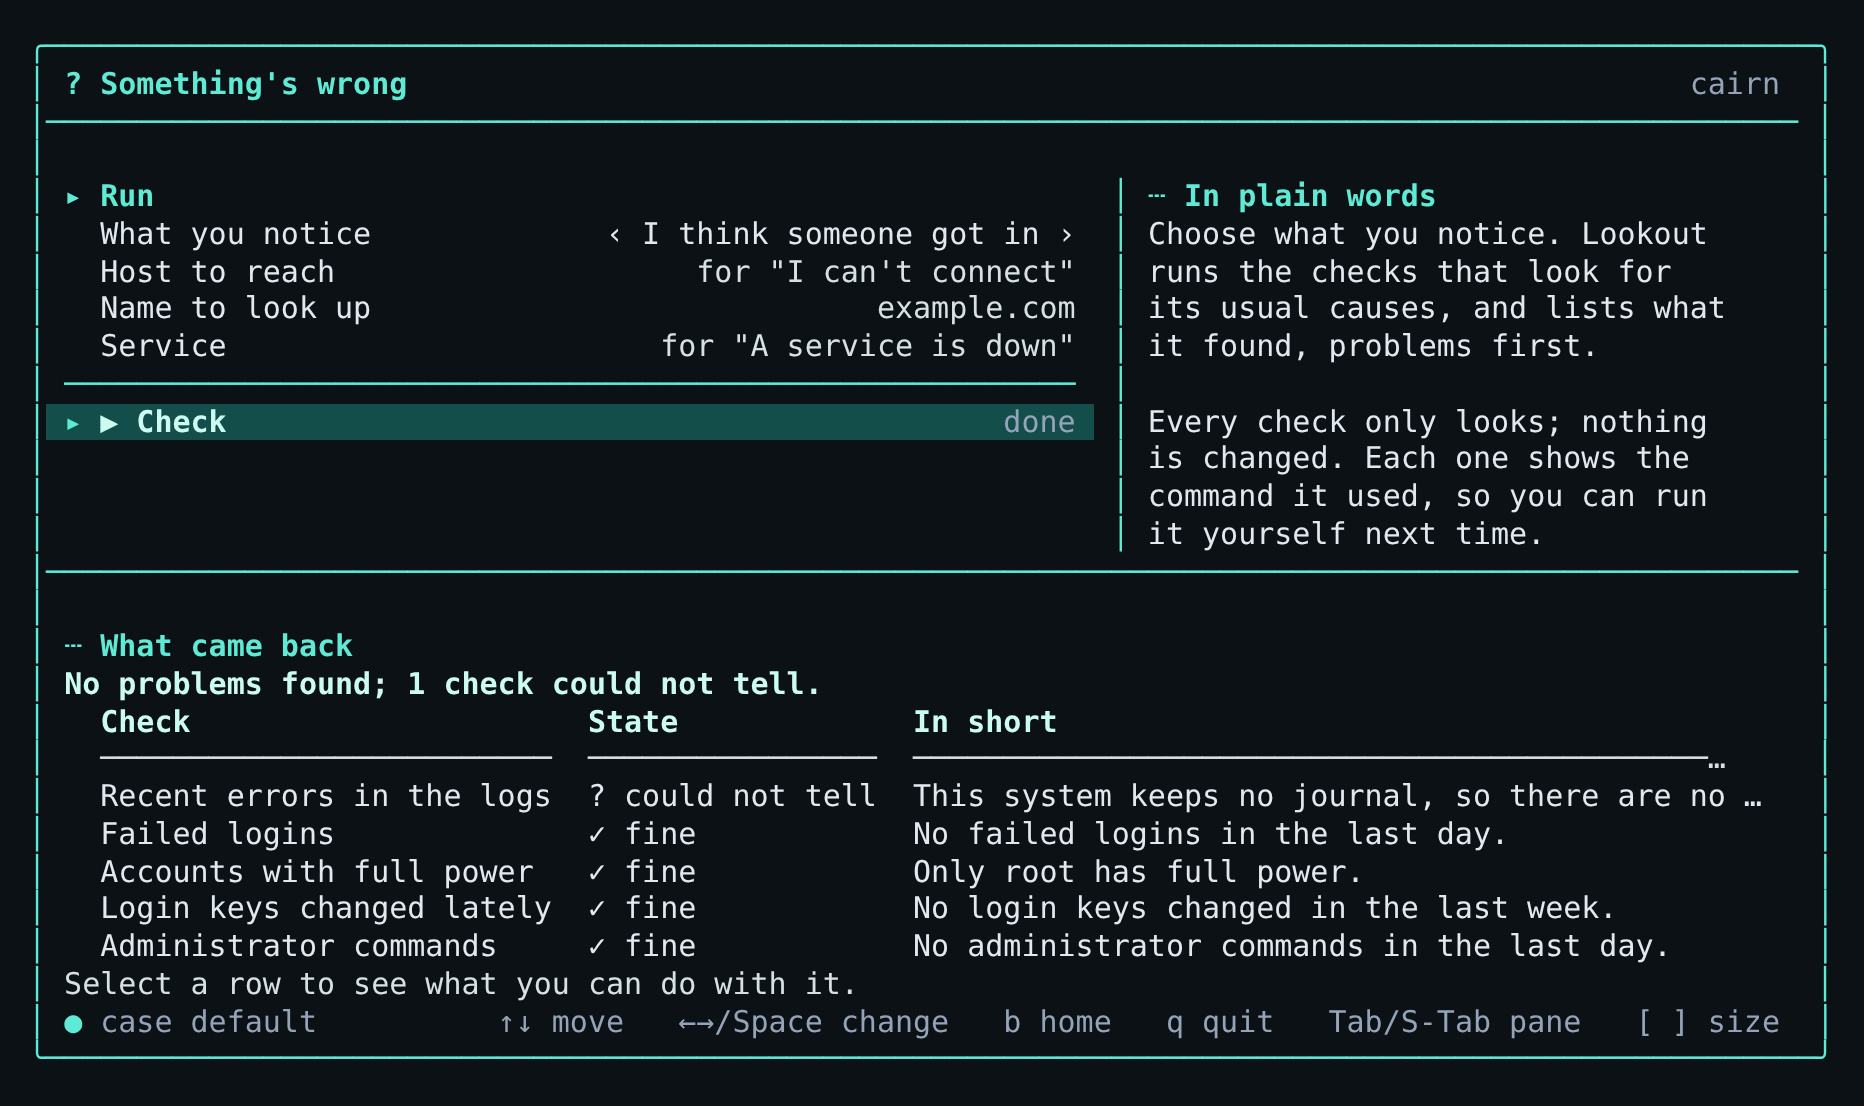 ? Something's wrong cairn
▸ Run
What you notice ‹ I think someone got in ›
Host to reach for "I can't connect"
Name to look up example.com
Service for "A service is down"
▸ ▶ Check done
┄ In plain words
Choose what you notice. Lookout
runs the checks that look for
its usual causes, and lists what
it found, problems first.
Every check only looks; nothing
is changed. Each one shows the
command it used, so you can run
it yourself next time.
┄ What came back
No problems found; 1 check could not tell.
Check State In short
…
Recent errors in the logs ? could not tell This system keeps no journal, so there are no …
Failed logins ✓ fine No failed logins in the last day.
Accounts with full power ✓ fine Only root has full power.
Login keys changed lately ✓ fine No login keys changed in the last week.
Administrator commands ✓ fine No administrator commands in the last day.
Select a row to see what you can do with it.
● case default ↑↓ move ←→/Space change b home q quit Tab/S-Tab pane [ ] size